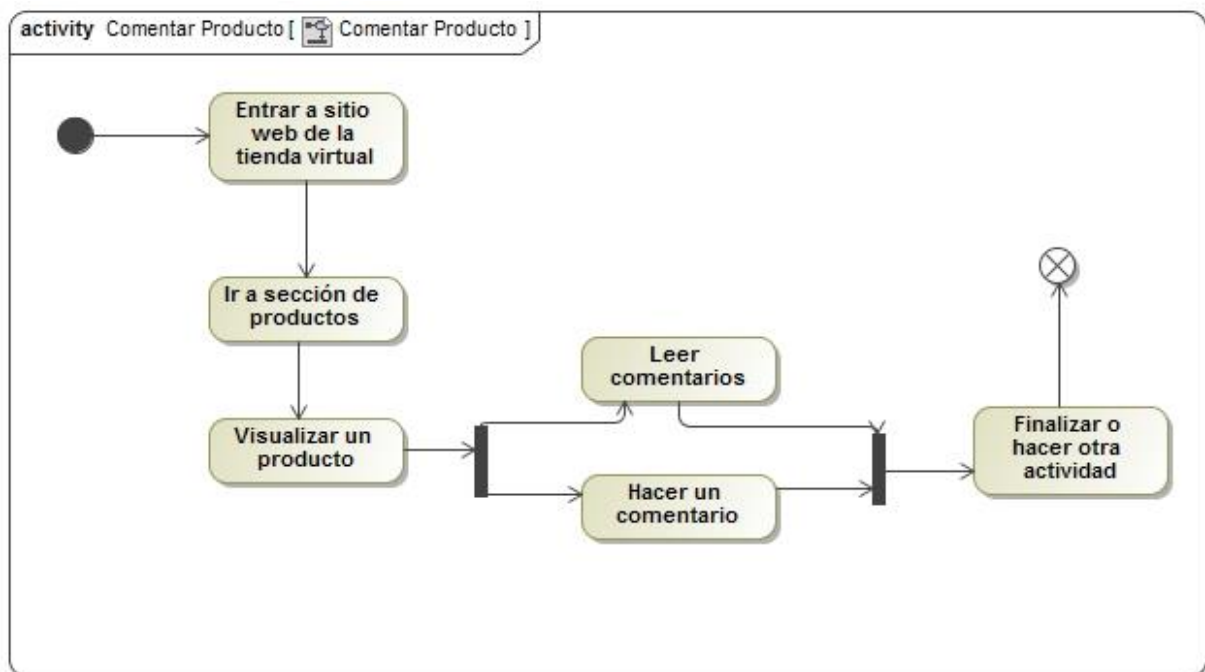 activity Comentar Producto [ Comentar Producto ]
Entrar a sitio
web de la
tienda virtual
Ir a sección de
productos
Visualizar un
producto
Leer
comentarios
Hacer un
comentario
Finalizar o
hacer otra
actividad